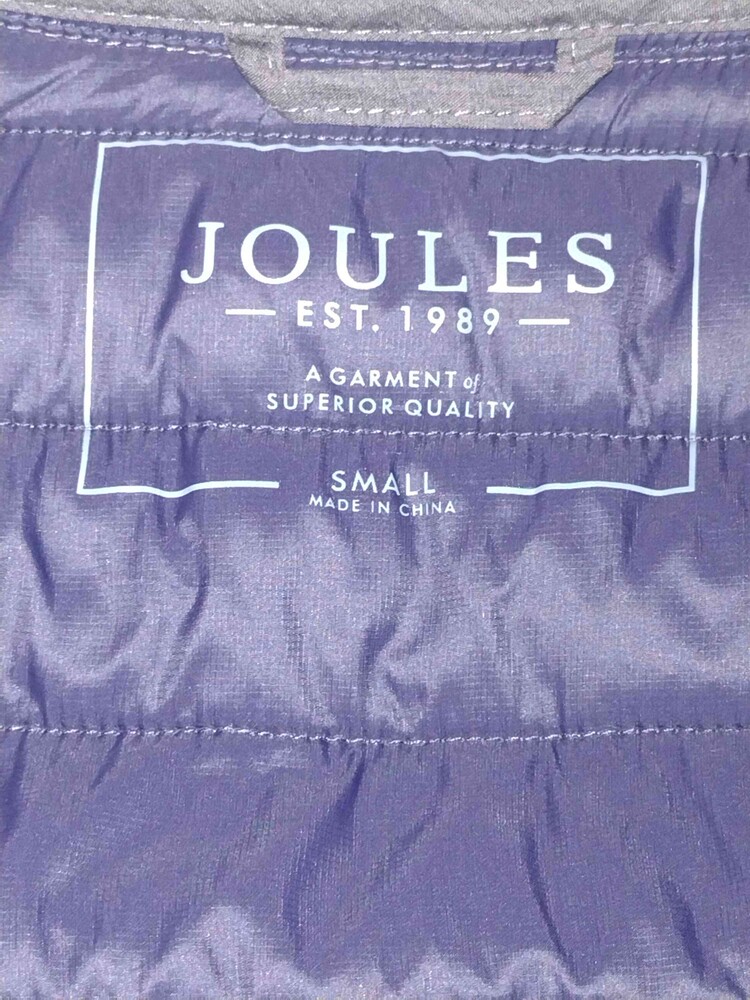 JOULES
EST. 1989
A GARMENT of
SUPERIOR QUALITY
SMALL
MADE IN CHINA